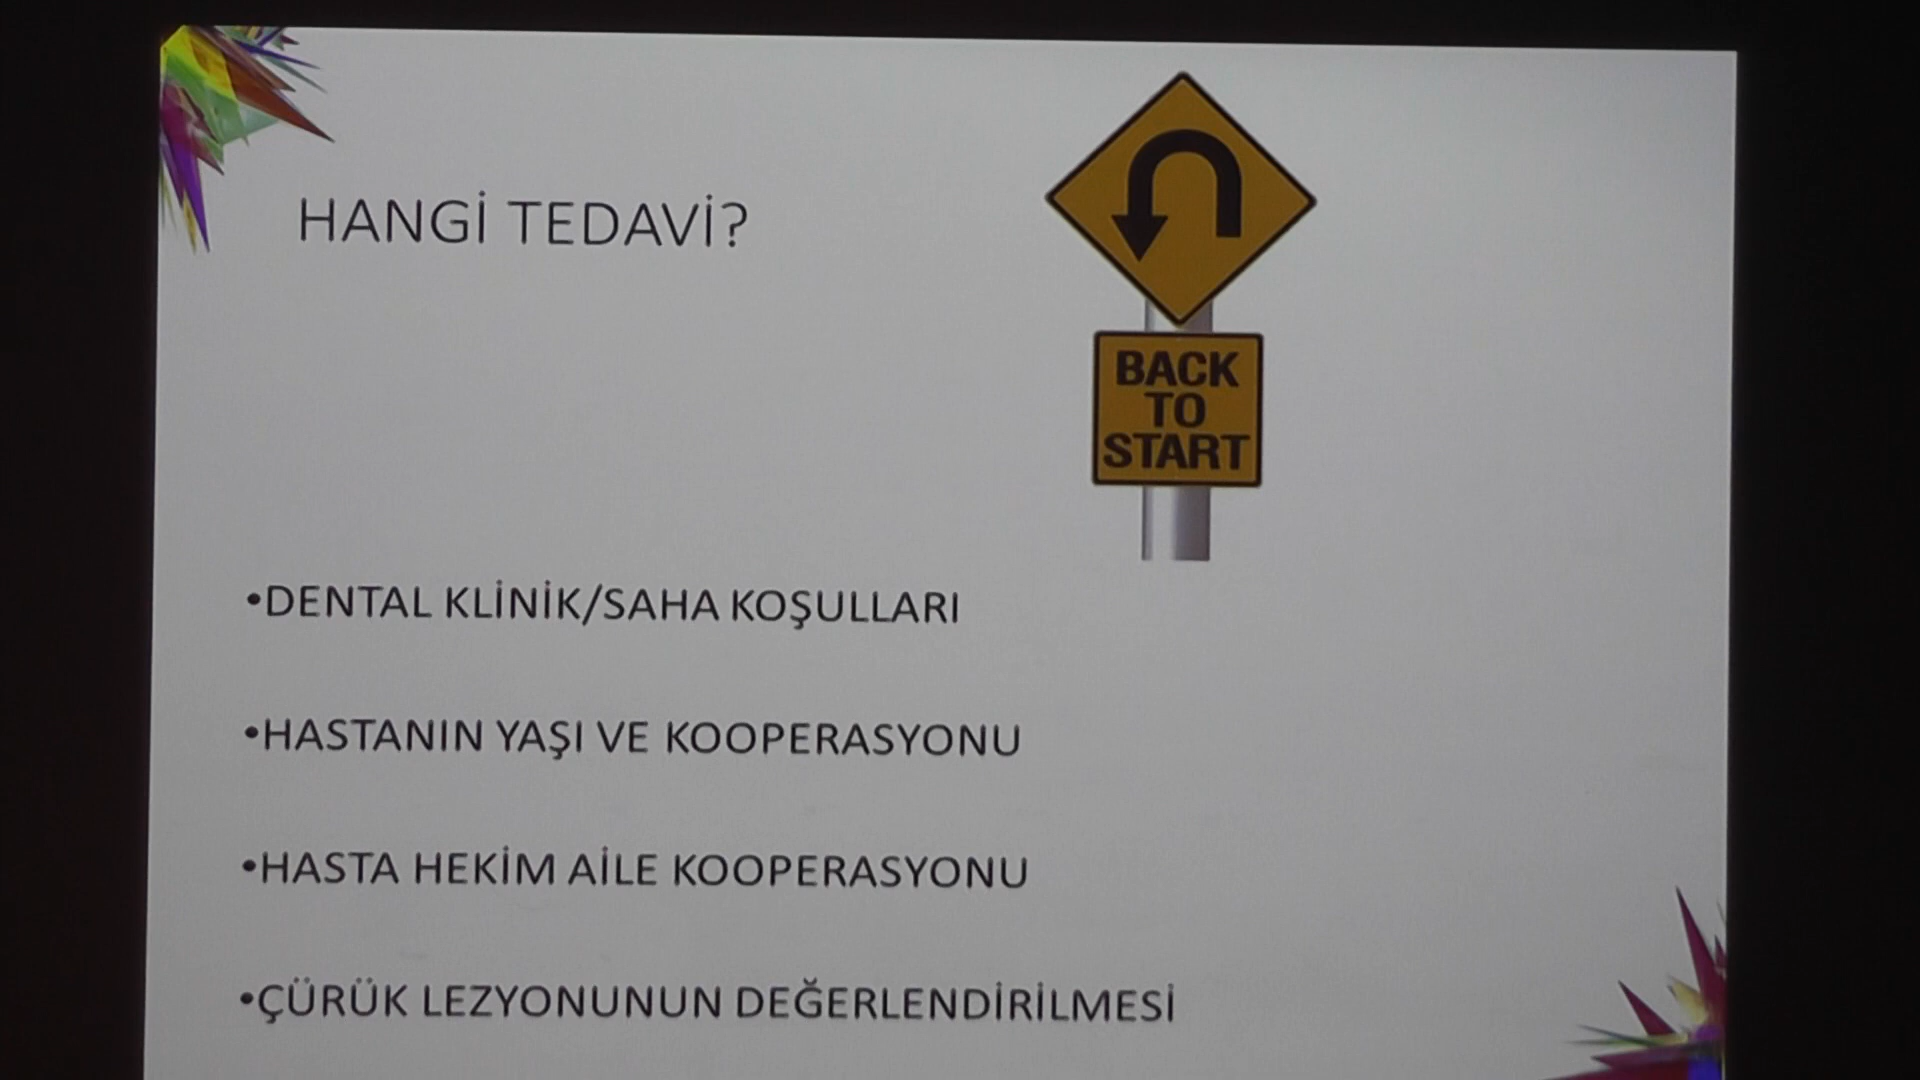 HANGİ TEDAVİ?
BACK
TO
START
•DENTAL KLİNİK/SAHA KOŞULLARI
•HASTANIN YAŞI VE KOOPERASYONU
•HASTA HEKİM AİLE KOOPERASYONU
•ÇÜRÜK LEZYONUNUN DEĞERLENDİRİLMESİ